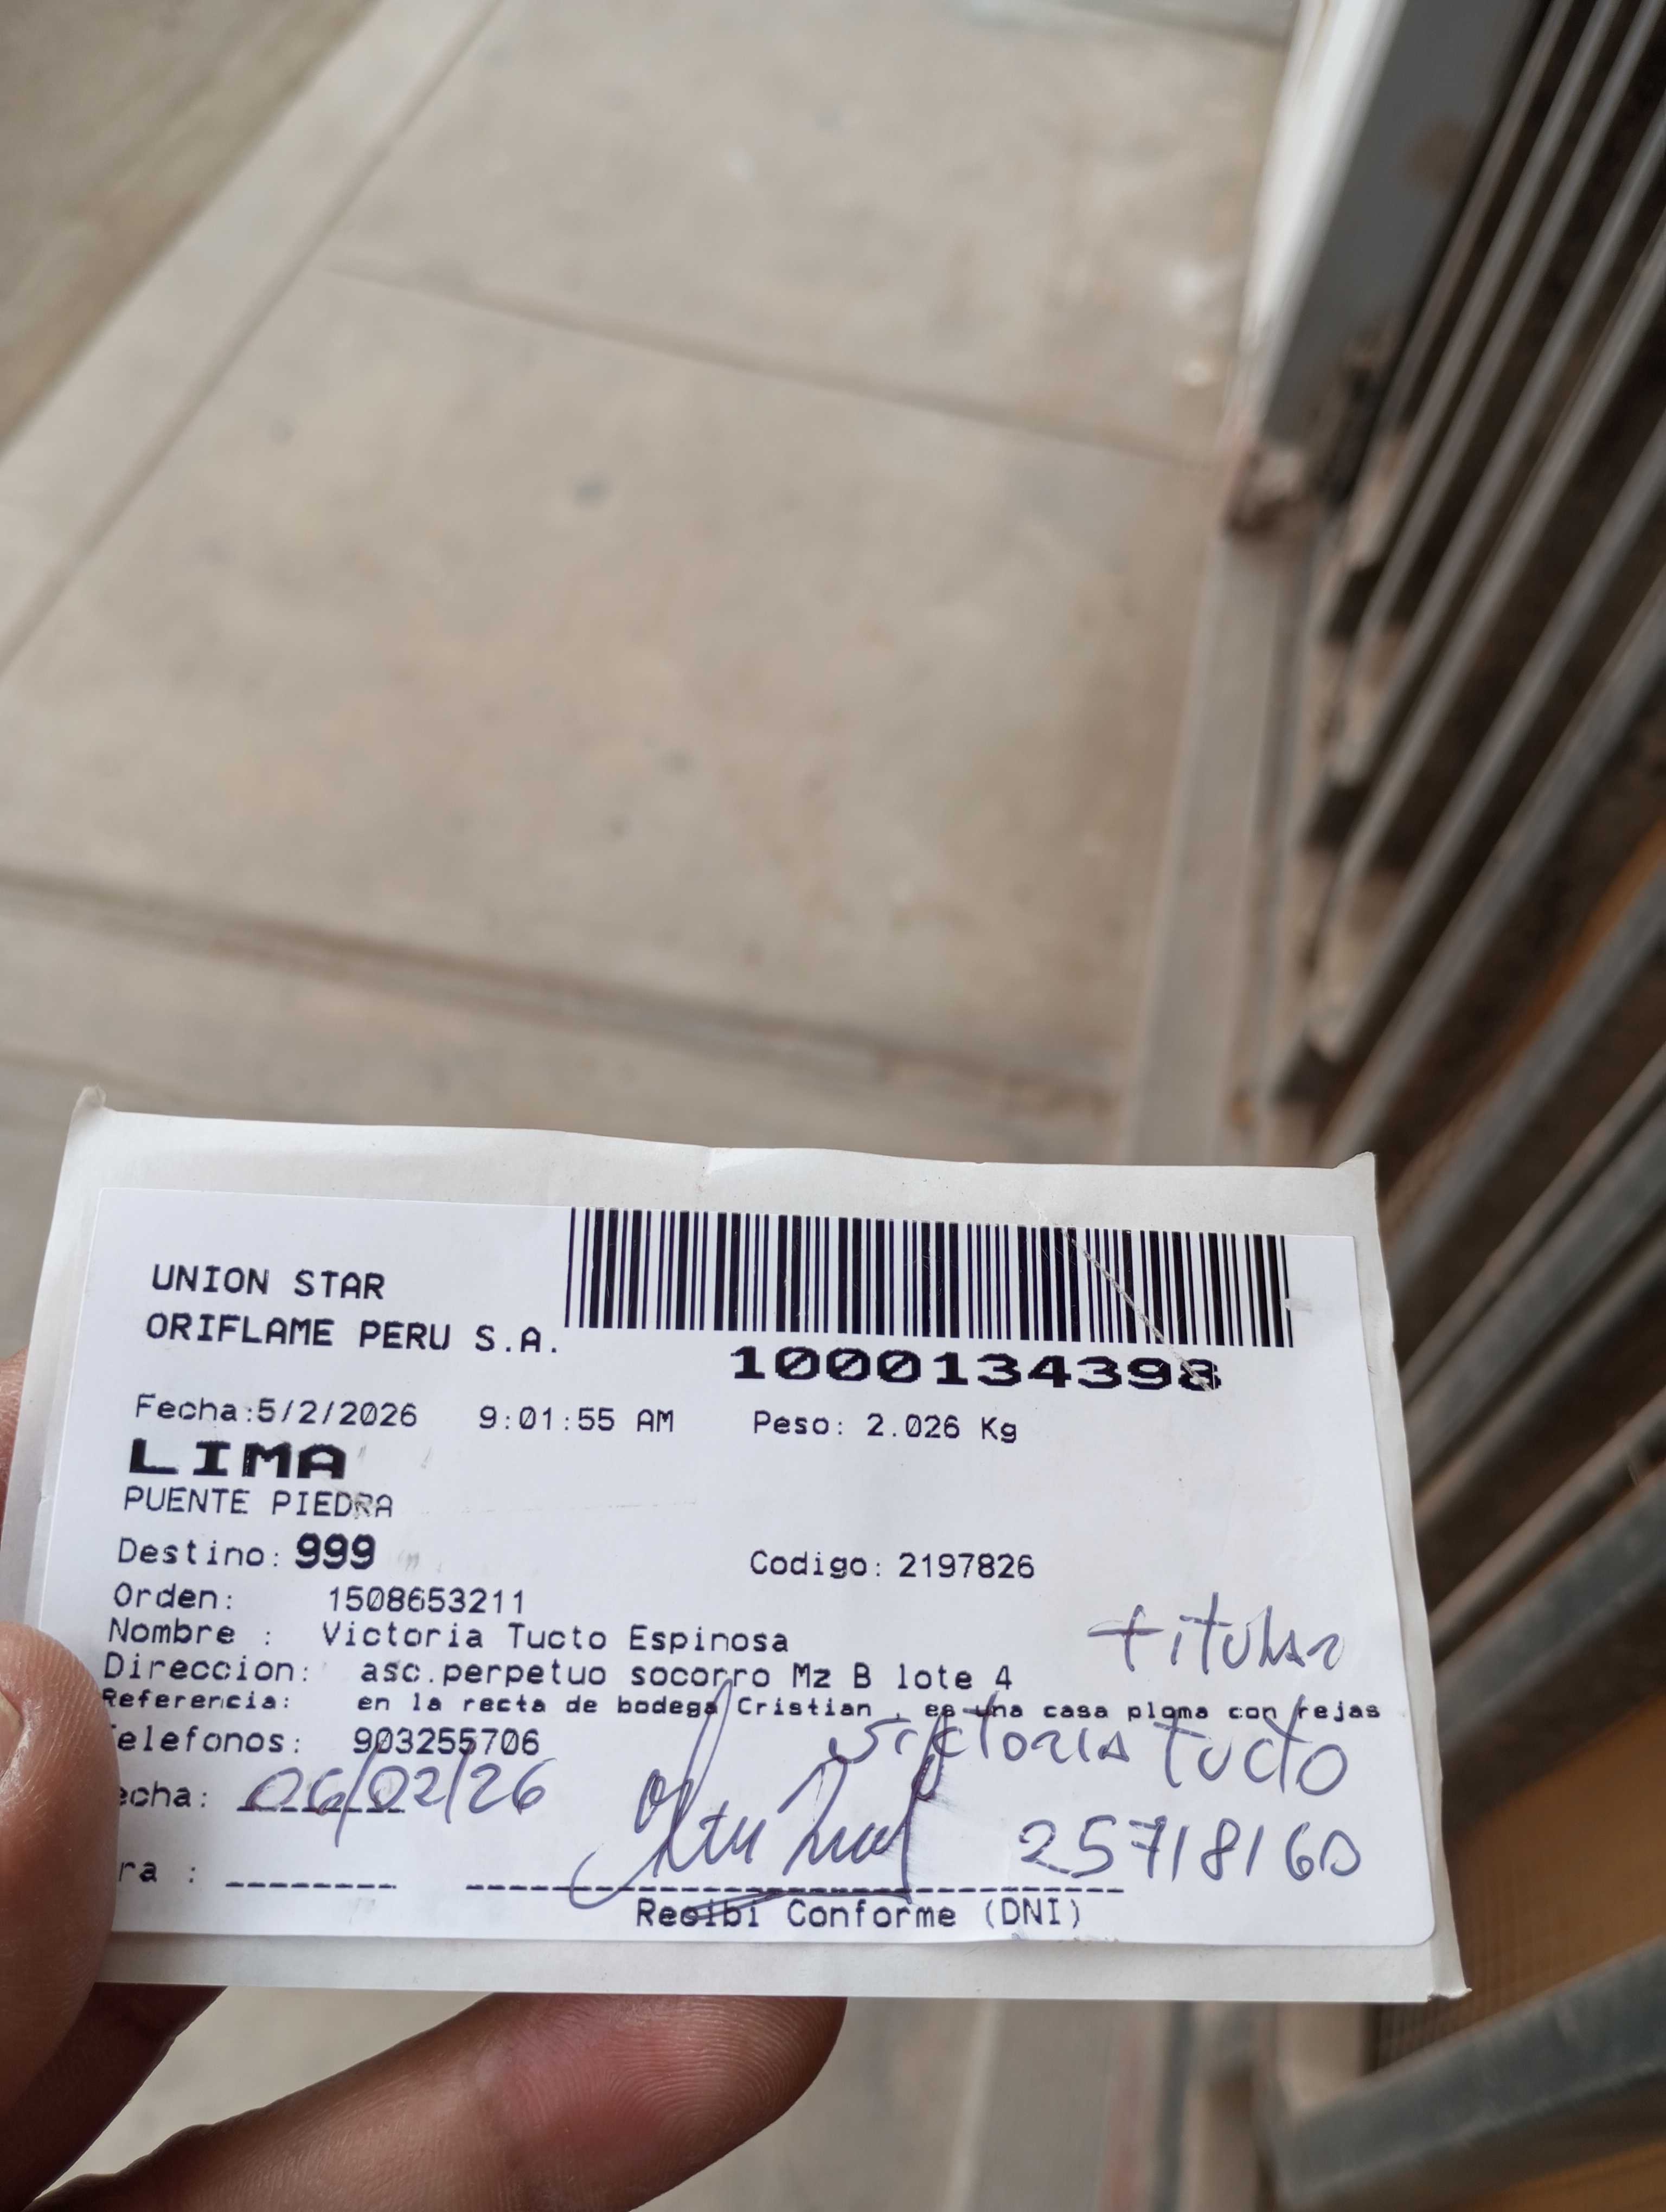 UNION STAR
ORIFLAME PERU S.A.
1000134398
Fecha:5/2/2026 9:01:55 AM Peso: 2.026 Kg
LIMA
PUENTE PIEDRA
Destino: 999 Codigo: 2197826
Orden: 1508653211
Nombre : Victoria Tucto Espinosa
titular
Direccion: asc.perpetuo socorro Mz B lote 4
Referencia: en la recta de bodega Cristian , es una casa ploma con rejas
elefonos: 903255706
victoria tucto
echa: 06/02/26
25718160
ra :
Recibi Conforme (DNI)